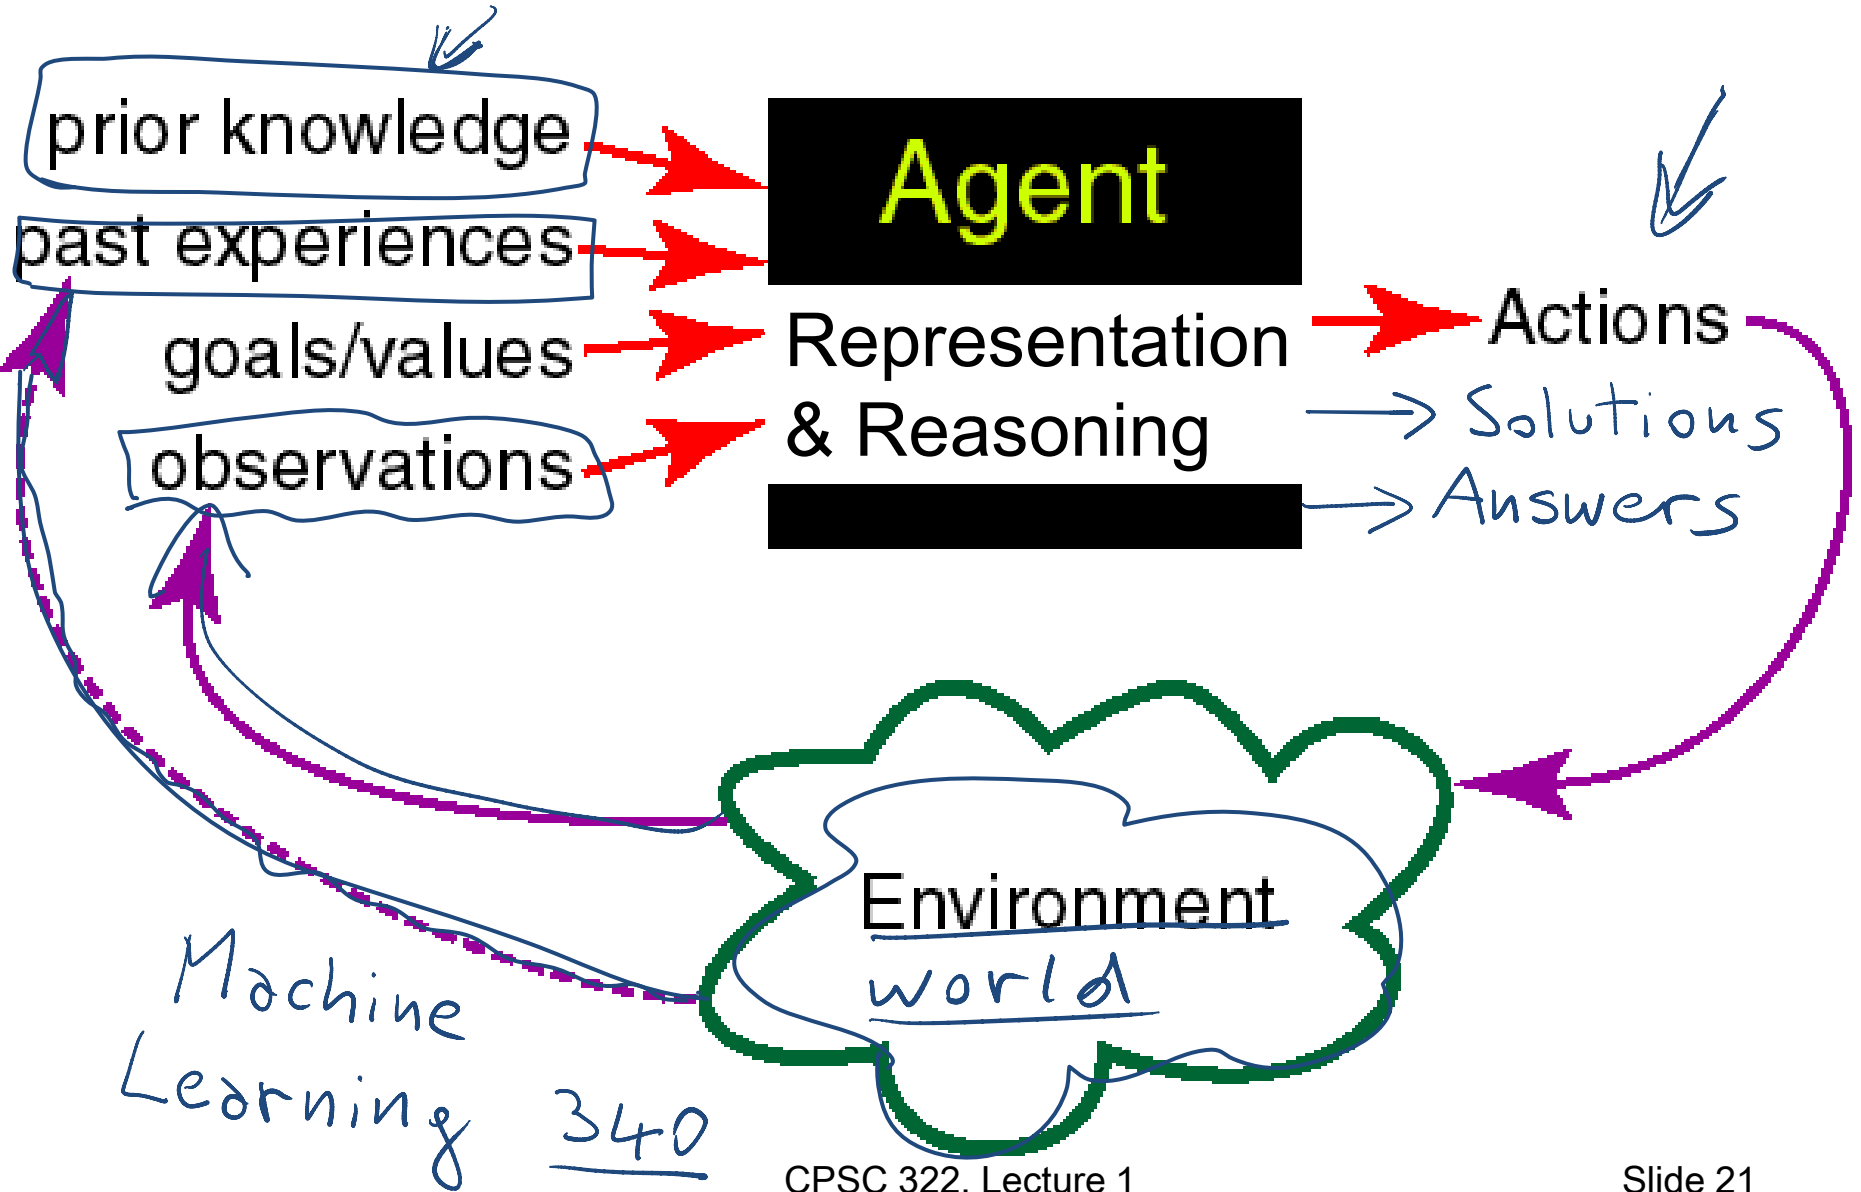 prior knowledge
past experiences
goals/values
observations
Agent
Representation
& Reasoning
Actions
Solutions
Answers
Environment
world
Machine
Learning 340
CPSC 322, Lecture 1
Slide 21